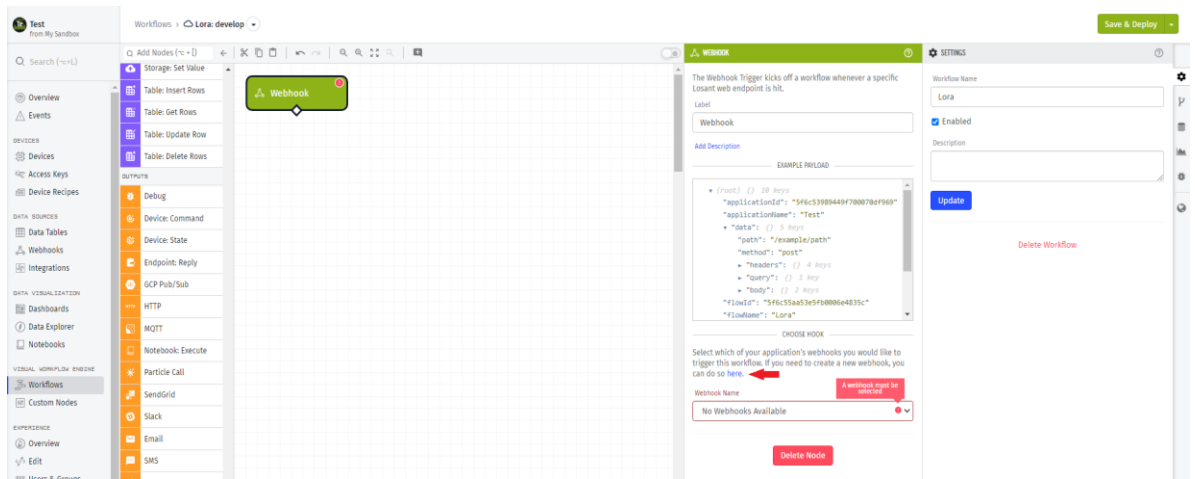 Test
from My Sandbox
Workflows › Lora: develop
Save & Deploy
Search (⌥+L)
Overview
Events
DEVICES
Devices
Access Keys
Device Recipes
DATA SOURCES
Data Tables
Webhooks
Integrations
DATA VISUALIZATION
Dashboards
Data Explorer
Notebooks
VISUAL WORKFLOW ENGINE
Workflows
Custom Nodes
EXPERIENCE
Overview
Edit
Users & Groups
Add Nodes (⌥ + [)
Storage: Set Value
Table: Insert Rows
Table: Get Rows
Table: Update Row
Table: Delete Rows
OUTPUTS
Debug
Device: Command
Device: State
Endpoint: Reply
GCP Pub/Sub
HTTP
MQTT
Notebook: Execute
Particle Call
SendGrid
Slack
Email
SMS
Webhook
WEBHOOK
The Webhook Trigger kicks off a workflow whenever a specific
Losant web endpoint is hit.
Label
Webhook
Add Description
EXAMPLE PAYLOAD
(root) {} 10 keys
"applicationId": "5f6c53989449f700070df969"
"applicationName": "Test"
"data": {} 5 keys
"path": "/example/path"
"method": "post"
"headers": {} 4 keys
"query": {} 1 key
"body": {} 2 keys
"flowId": "5f6c55aa53e5fb0006e4835c"
"flowName": "Lora"
CHOOSE HOOK
Select which of your application's webhooks you would like to
trigger this workflow. If you need to create a new webhook, you
can do so here.
Webhook Name
A webhook must be
selected
No Webhooks Available
Delete Node
SETTINGS
Workflow Name
Lora
Enabled
Description
Update
Delete Workflow